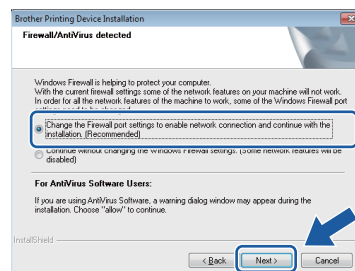 Brother Printing Device Installation
Firewall/AntiVirus detected
Windows Firewall is helping to protect your computer.
With the current firewall settings some of the network features on your machine will not work.
In order for all the network features of the machine to work, some of the Windows Firewall port
settings need to be changed.
Change the Firewall port settings to enable network connection and continue with the
installation. (Recommended)
Continue without changing the Windows Firewall settings. (Some network features will be
disabled)
For AntiVirus Software Users:
If you are using AntiVirus Software, a warning dialog window may appear during the
installation. Choose "allow" to continue.
InstallShield
< Back Next > Cancel